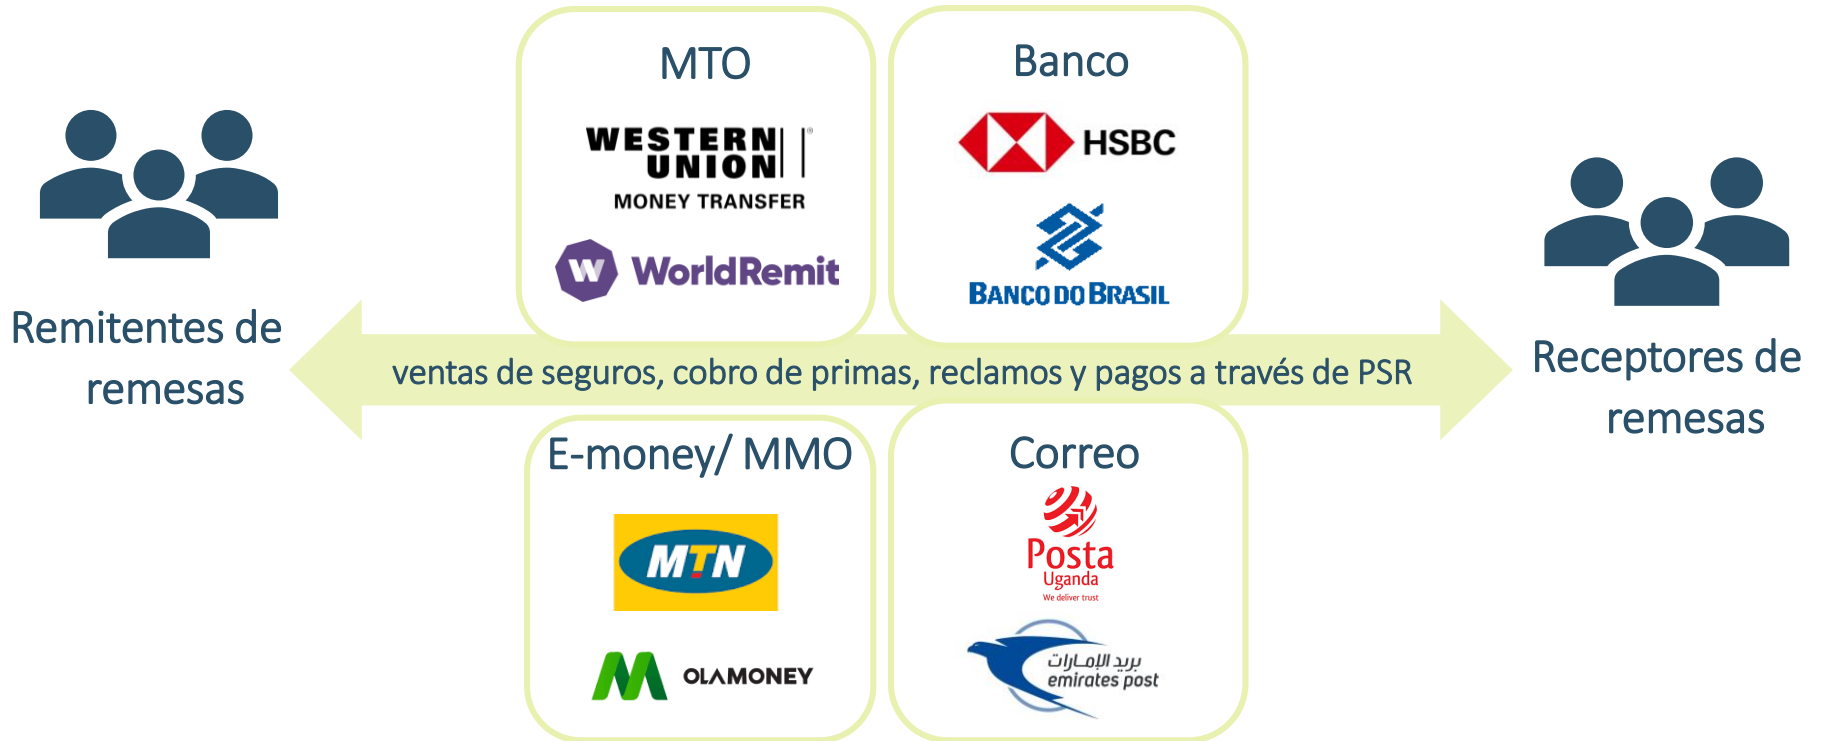 MTO
WESTERN
UNION
®
MONEY TRANSFER
W WorldRemit
Banco
HSBC
BANCO DO BRASIL
Remitentes de
remesas
ventas de seguros, cobro de primas, reclamos y pagos a través de PSR
Receptores de
remesas
E-money/ MMO
MTN
OLAMONEY
Correo
Posta
Uganda
We deliver trust
بريد الإمارات
emirates post